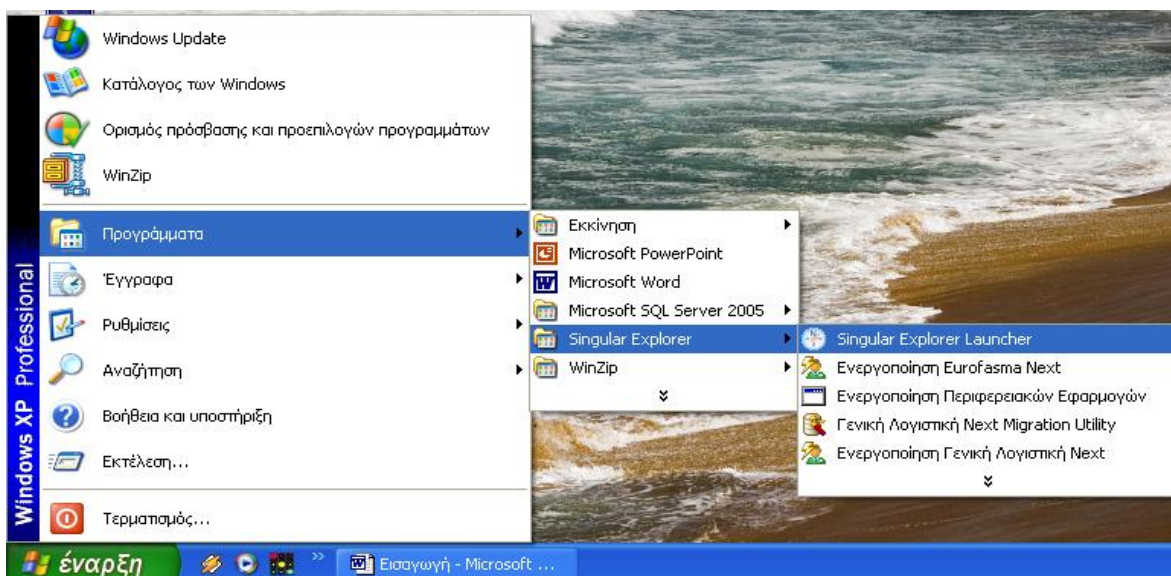 Windows Update
Κατάλογος των Windows
Ορισμός πρόσβασης και προεπιλογών προγραμμάτων
WinZip
Προγράμματα
Έγγραφα
Ρυθμίσεις
Αναζήτηση
Βοήθεια και υποστήριξη
Εκτέλεση...
Τερματισμός...
Windows XP Professional
Εκκίνηση
Microsoft PowerPoint
Microsoft Word
Microsoft SQL Server 2005
Singular Explorer
WinZip
Singular Explorer Launcher
Ενεργοποίηση Eurofasma Next
Ενεργοποίηση Περιφερειακών Εφαρμογών
Γενική Λογιστική Next Migration Utility
Ενεργοποίηση Γενική Λογιστική Next
έναρξη
Εισαγωγή - Microsoft ...